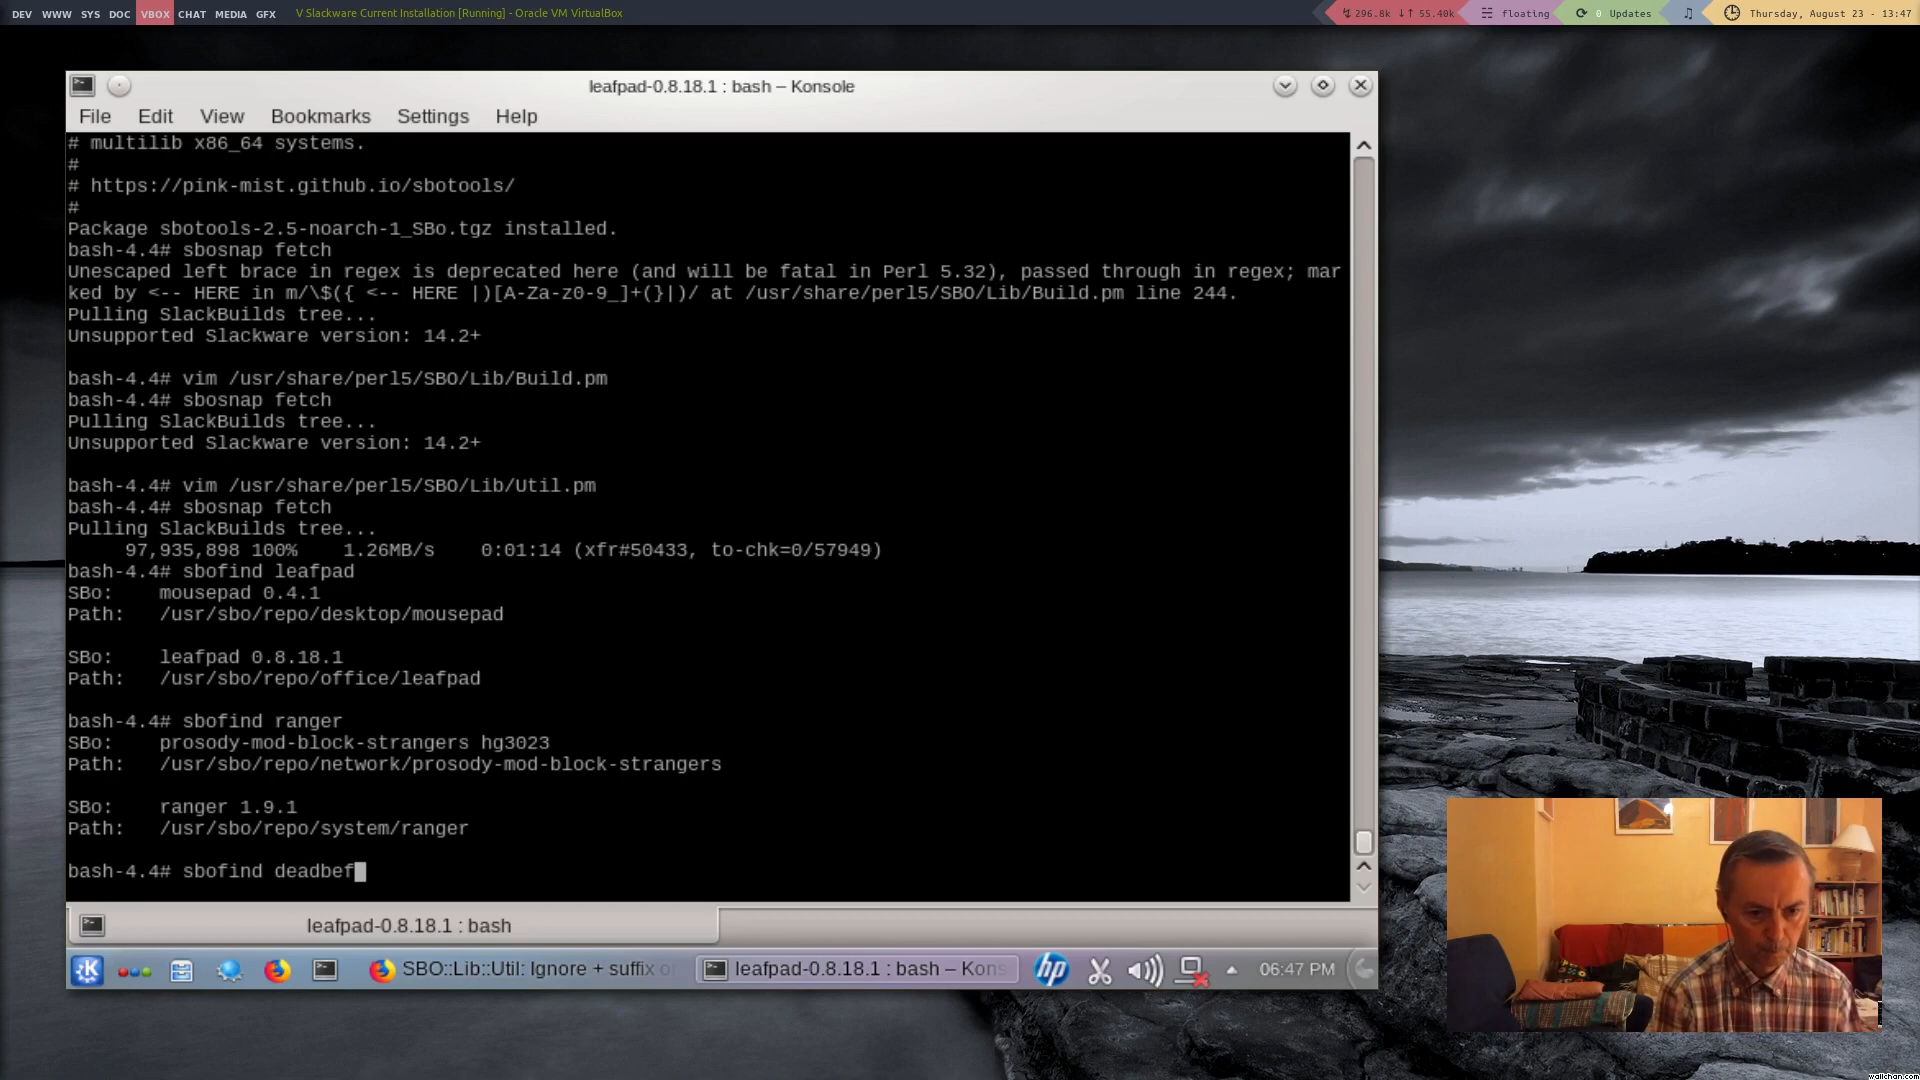 DEV WWW SYS DOC VBOX CHAT MEDIA GFX V Slackware Current Installation [Running] - Oracle VM VirtualBox 296.8k 55.40k floating 0 Updates Thursday, August 23 - 13:47
leafpad-0.8.18.1 : bash – Konsole
File Edit View Bookmarks Settings Help
# multilib x86_64 systems.
#
# https://pink-mist.github.io/sbotools/
#
Package sbotools-2.5-noarch-1_SBo.tgz installed.
bash-4.4# sbosnap fetch
Unescaped left brace in regex is deprecated here (and will be fatal in Perl 5.32), passed through in regex; mar
ked by <-- HERE in m/\$({ <-- HERE |)[A-Za-z0-9_]+(}|)/ at /usr/share/perl5/SBO/Lib/Build.pm line 244.
Pulling SlackBuilds tree...
Unsupported Slackware version: 14.2+
bash-4.4# vim /usr/share/perl5/SBO/Lib/Build.pm
bash-4.4# sbosnap fetch
Pulling SlackBuilds tree...
Unsupported Slackware version: 14.2+
bash-4.4# vim /usr/share/perl5/SBO/Lib/Util.pm
bash-4.4# sbosnap fetch
Pulling SlackBuilds tree...
97,935,898 100% 1.26MB/s 0:01:14 (xfr#50433, to-chk=0/57949)
bash-4.4# sbofind leafpad
SBo: mousepad 0.4.1
Path: /usr/sbo/repo/desktop/mousepad
SBo: leafpad 0.8.18.1
Path: /usr/sbo/repo/office/leafpad
bash-4.4# sbofind ranger
SBo: prosody-mod-block-strangers hg3023
Path: /usr/sbo/repo/network/prosody-mod-block-strangers
SBo: ranger 1.9.1
Path: /usr/sbo/repo/system/ranger
bash-4.4# sbofind deadbef
leafpad-0.8.18.1 : bash
SBO::Lib::Util: Ignore + suffix o leafpad-0.8.18.1 : bash – Kons hp 06:47 PM
wallchan.com